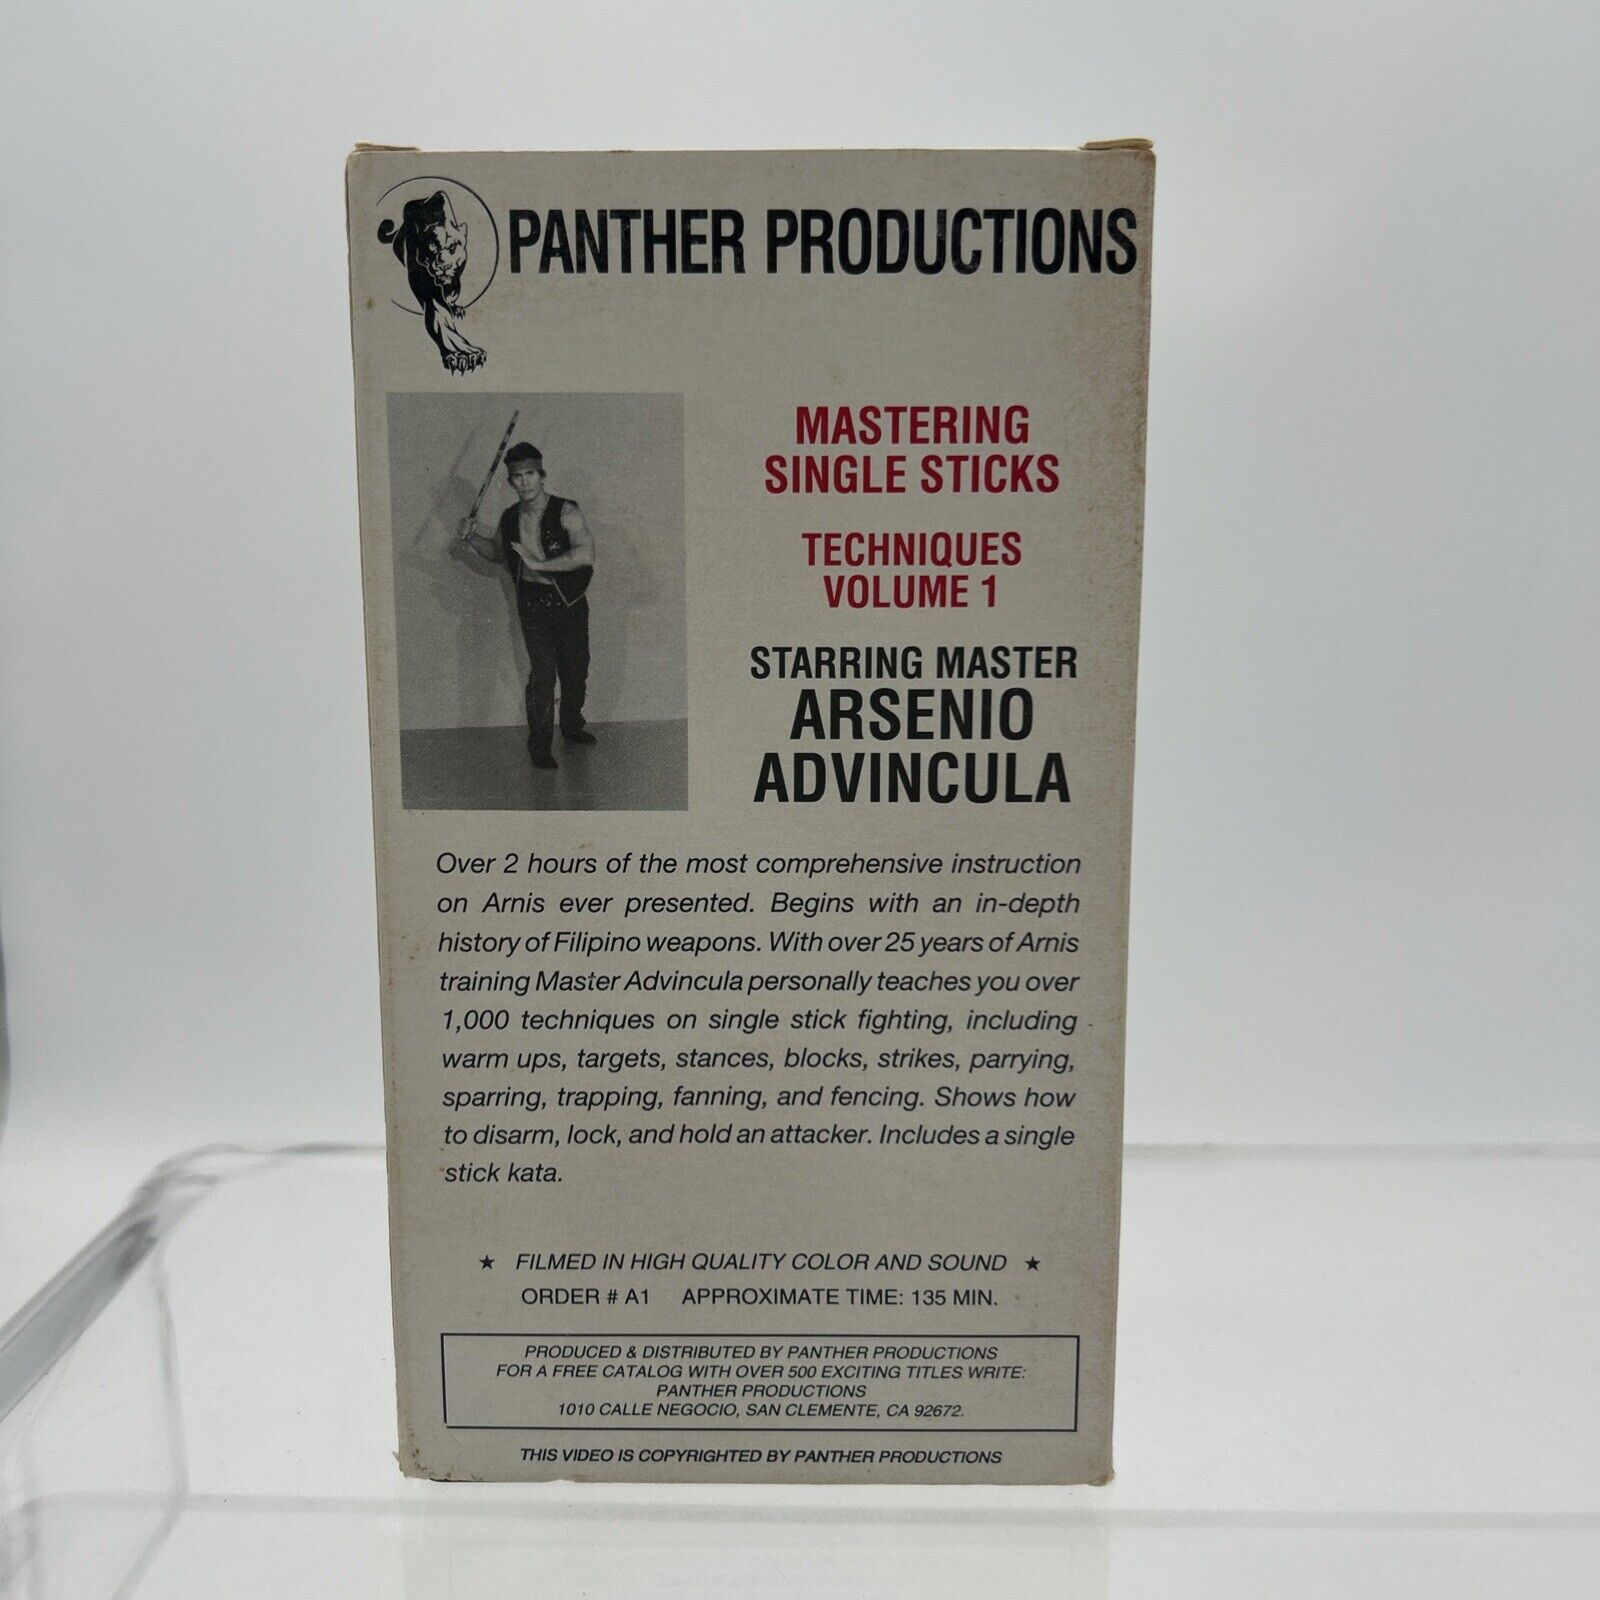 PANTHER PRODUCTIONS
MASTERING
SINGLE STICKS
TECHNIQUES
VOLUME 1
STARRING MASTER
ARSENIO
ADVINCULA
Over 2 hours of the most comprehensive instruction
on Arnis ever presented. Begins with an in-depth
history of Filipino weapons. With over 25 years of Arnis
training Master Advincula personally teaches you over
1,000 techniques on single stick fighting, including
warm ups, targets, stances, blocks, strikes, parrying,
sparring, trapping, fanning, and fencing. Shows how
to disarm, lock, and hold an attacker. Includes a single
stick kata.
★ FILMED IN HIGH QUALITY COLOR AND SOUND ★
ORDER # A1 APPROXIMATE TIME: 135 MIN.
PRODUCED & DISTRIBUTED BY PANTHER PRODUCTIONS
FOR A FREE CATALOG WITH OVER 500 EXCITING TITLES WRITE:
PANTHER PRODUCTIONS
1010 CALLE NEGOCIO, SAN CLEMENTE, CA 92672.
THIS VIDEO IS COPYRIGHTED BY PANTHER PRODUCTIONS